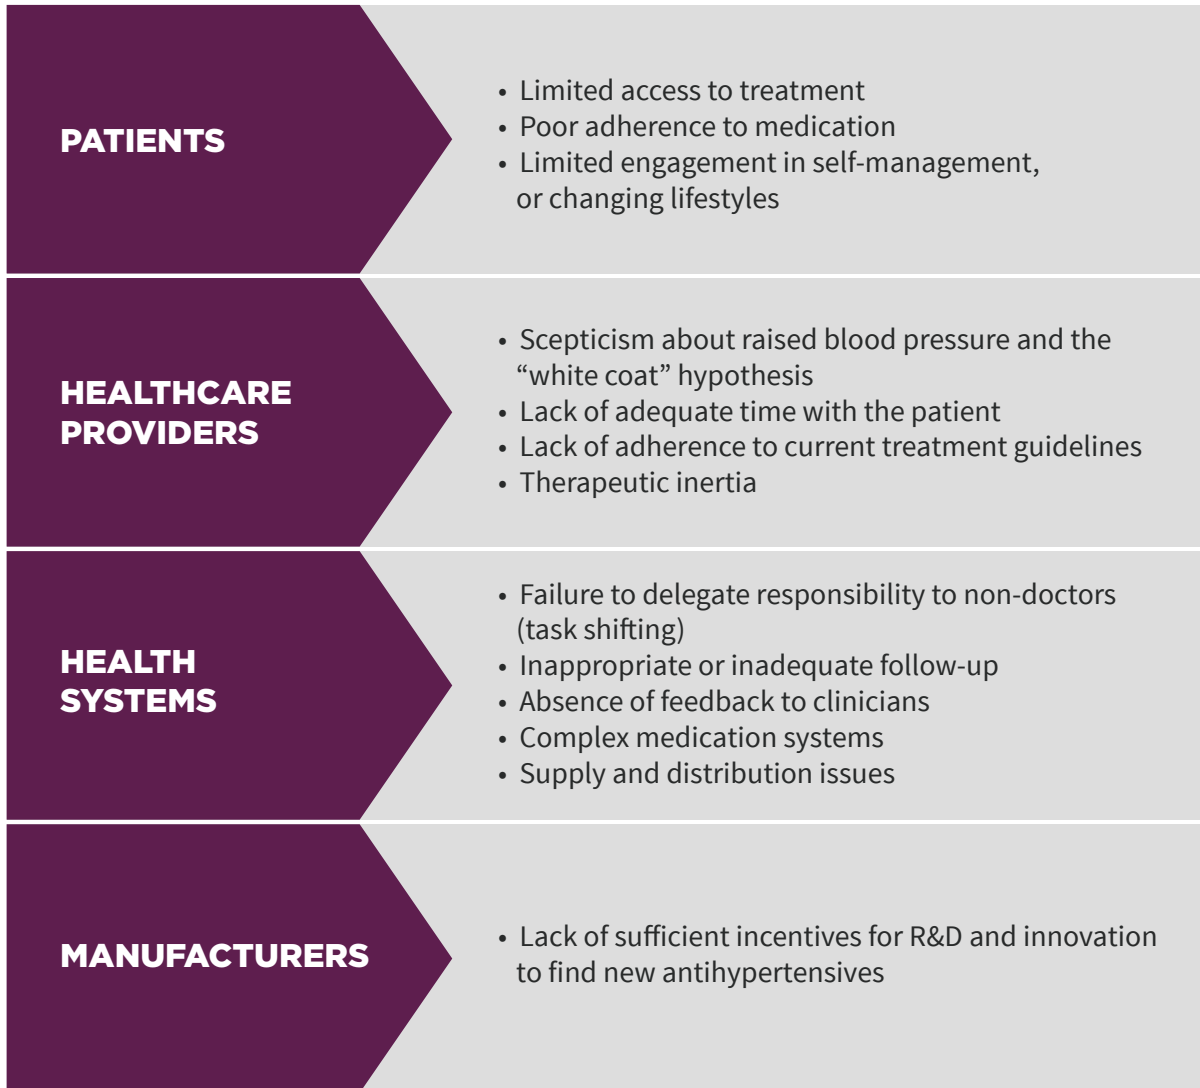 PATIENTS
• Limited access to treatment
• Poor adherence to medication
• Limited engagement in self-management,
or changing lifestyles
HEALTHCARE
PROVIDERS
• Scepticism about raised blood pressure and the
“white coat” hypothesis
• Lack of adequate time with the patient
• Lack of adherence to current treatment guidelines
• Therapeutic inertia
HEALTH
SYSTEMS
• Failure to delegate responsibility to non-doctors
(task shifting)
• Inappropriate or inadequate follow-up
• Absence of feedback to clinicians
• Complex medication systems
• Supply and distribution issues
MANUFACTURERS
• Lack of sufficient incentives for R&D and innovation
to find new antihypertensives